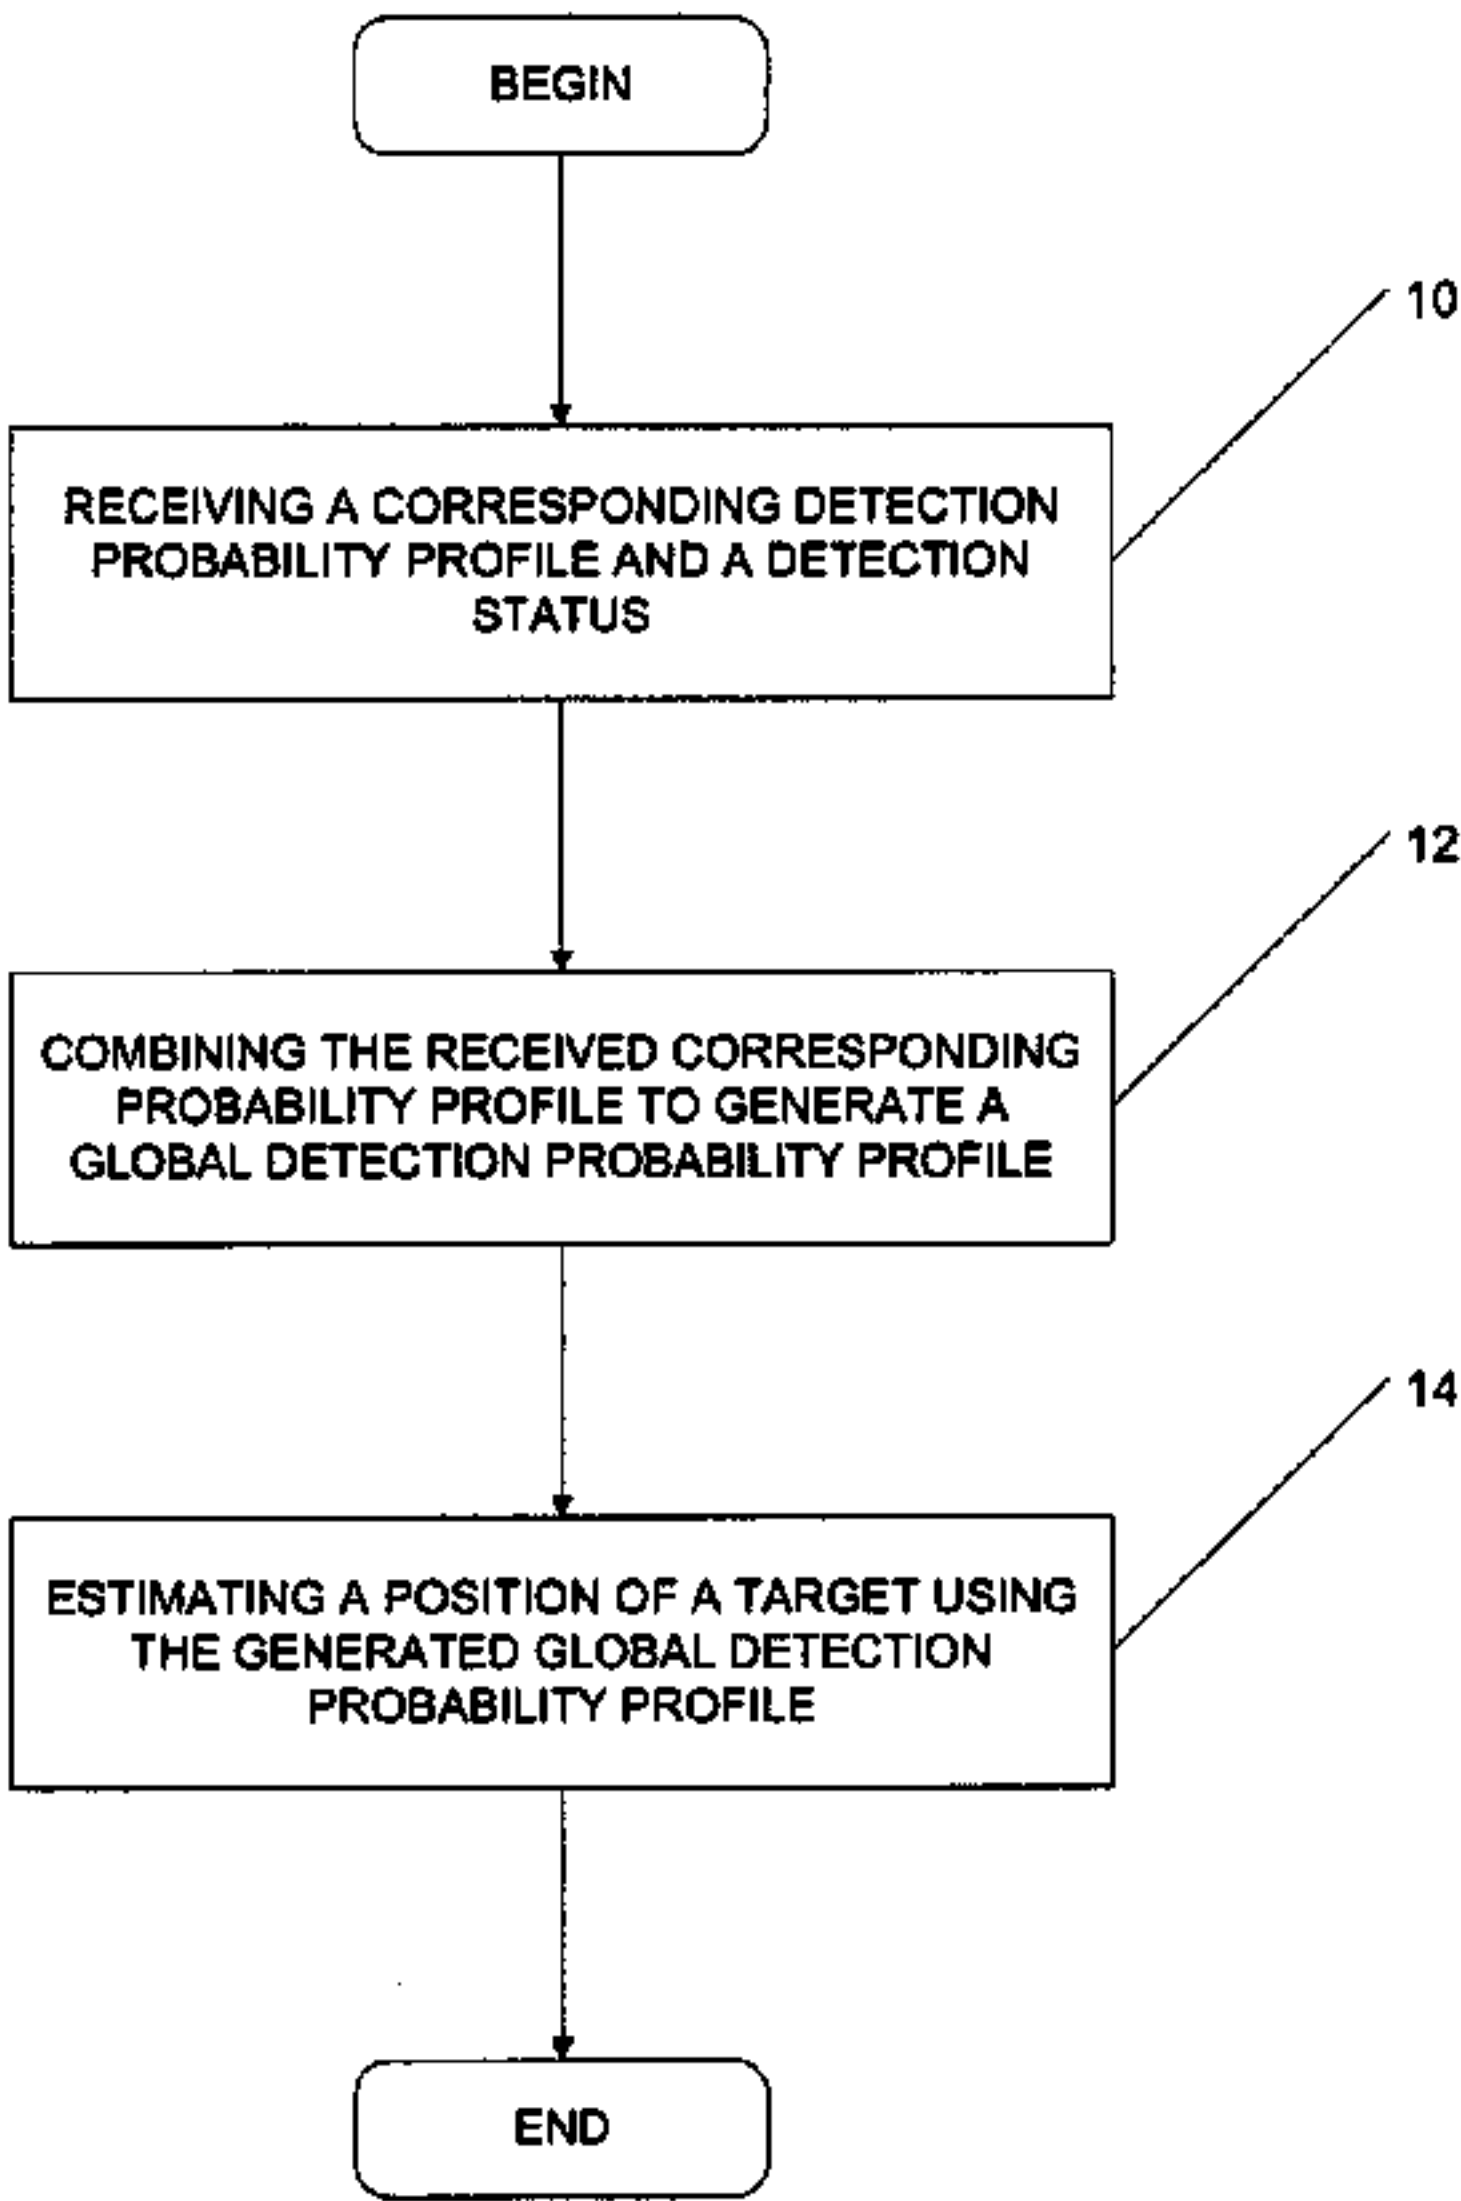 BEGIN
10
RECEIVING A CORRESPONDING DETECTION
PROBABILITY PROFILE AND A DETECTION
STATUS
12
COMBINING THE RECEIVED CORRESPONDING
PROBABILITY PROFILE TO GENERATE A
GLOBAL DETECTION PROBABILITY PROFILE
14
ESTIMATING A POSITION OF A TARGET USING
THE GENERATED GLOBAL DETECTION
PROBABILITY PROFILE
END